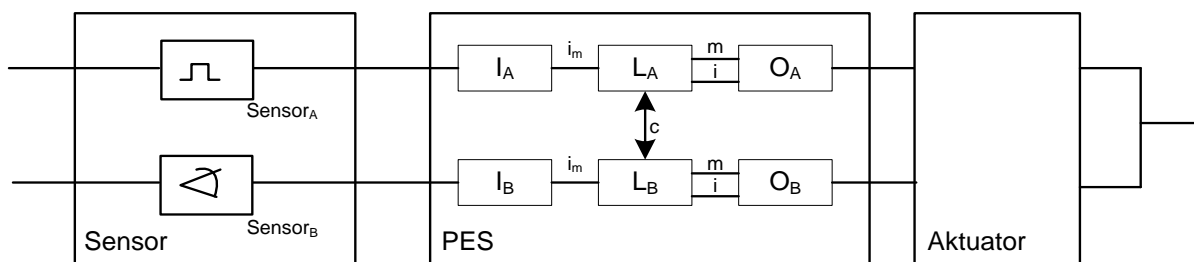 Sensor_A
Sensor_B
Sensor
I_A
i_m
L_A
m
i
O_A
c
I_B
i_m
L_B
m
i
O_B
PES
Aktuator